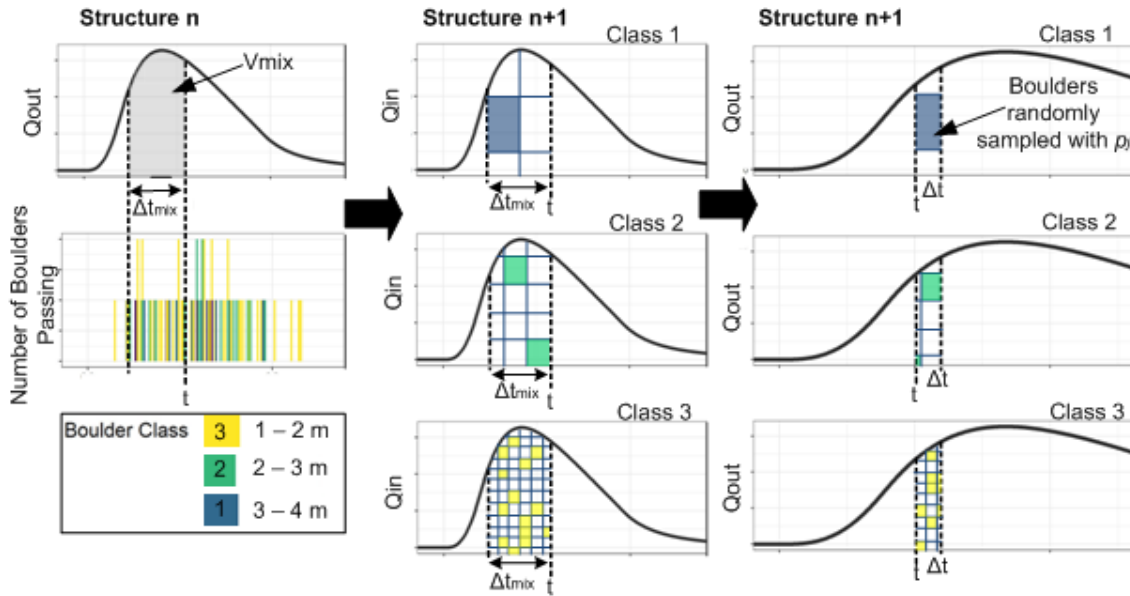 Structure n
Structure n+1
Structure n+1
Vmix
Qout
Δtmix
Class 1
Qin
Δtmix
t
Class 1
Boulders
randomly
sampled with pj
Qout
t
Δt
Number of Boulders
Passing
t
Class 2
Qin
Δtmix
t
Class 2
Qout
t
Δt
Boulder Class
3 1 – 2 m
2 2 – 3 m
1 3 – 4 m
Class 3
Qin
Δtmix
t
Class 3
Qout
t
Δt